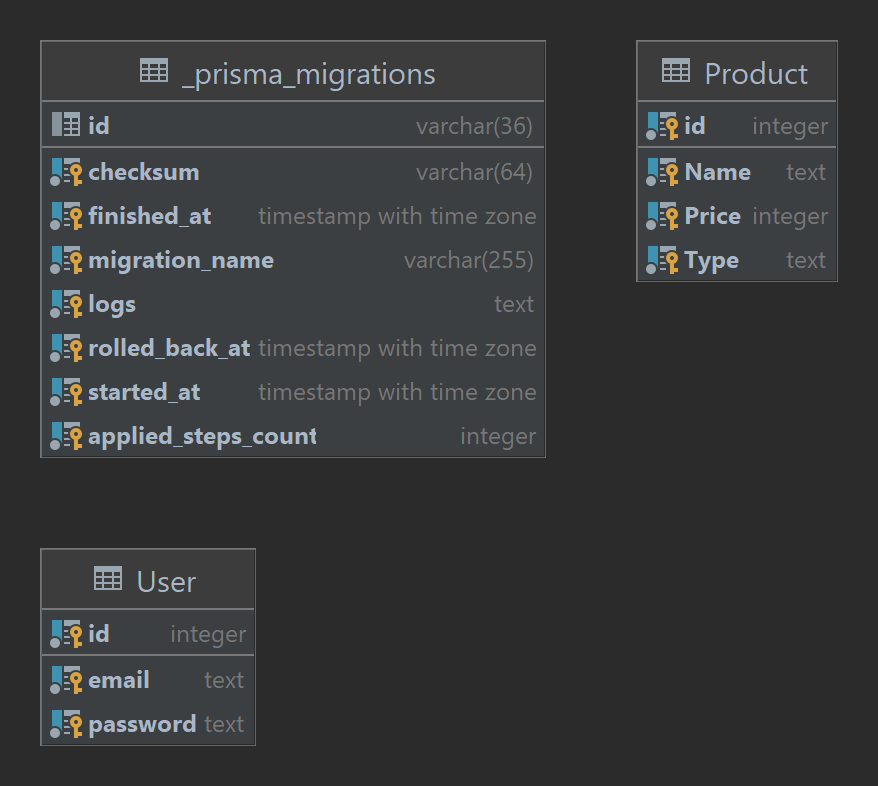 _prisma_migrations
id varchar(36)
checksum varchar(64)
finished_at timestamp with time zone
migration_name varchar(255)
logs text
rolled_back_at timestamp with time zone
started_at timestamp with time zone
applied_steps_count integer
Product
id integer
Name text
Price integer
Type text
User
id integer
email text
password text